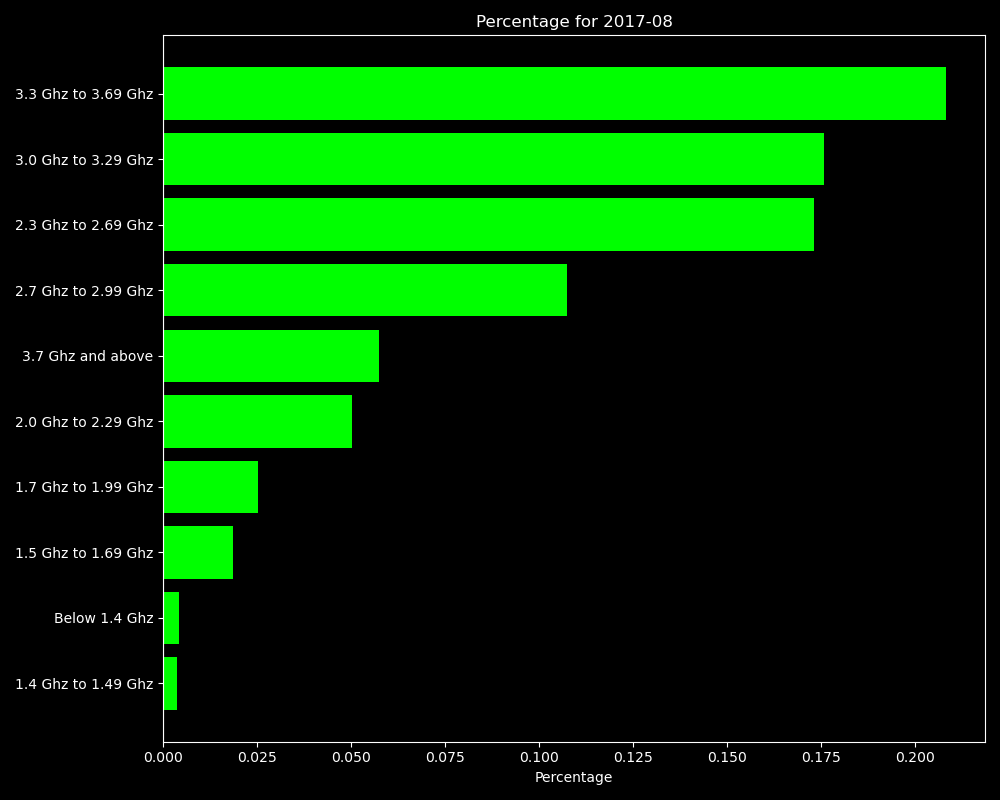 Percentage for 2017-08
3.3 Ghz to 3.69 Ghz
3.0 Ghz to 3.29 Ghz
2.3 Ghz to 2.69 Ghz
2.7 Ghz to 2.99 Ghz
3.7 Ghz and above
2.0 Ghz to 2.29 Ghz
1.7 Ghz to 1.99 Ghz
1.5 Ghz to 1.69 Ghz
Below 1.4 Ghz
1.4 Ghz to 1.49 Ghz
0.000 0.025 0.050 0.075 0.100 0.125 0.150 0.175 0.200
Percentage